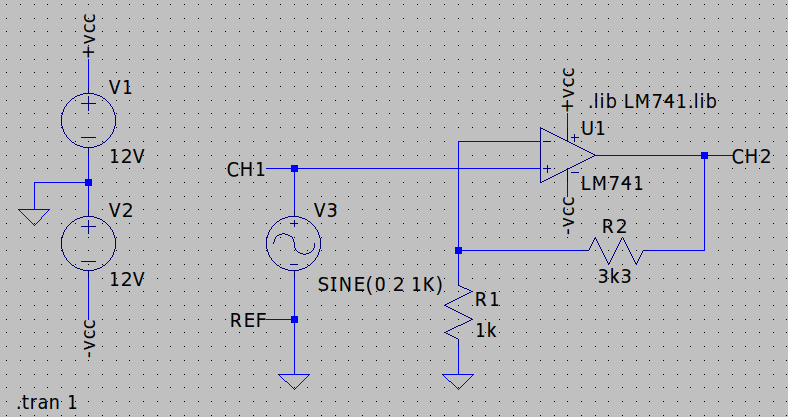 +vcc
V1
12V
V2
12V
-vcc
.tran 1
CH1
V3
SINE(0 2 1K)
REF
+vcc
.lib LM741.lib
U1
LM741
-vcc
CH2
R2
3k3
R1
1k